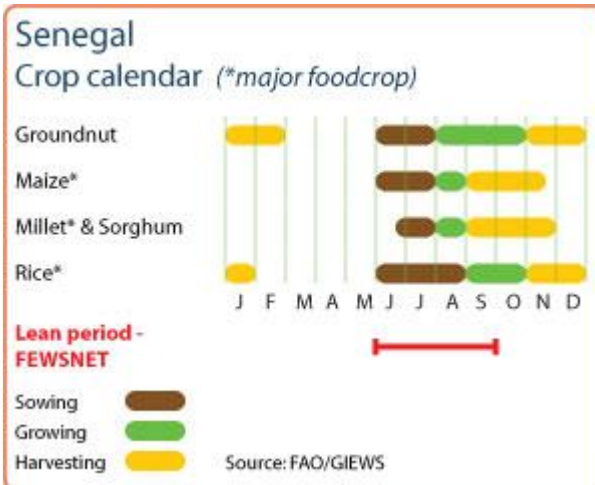 Senegal
Crop calendar (*major foodcrop)
Groundnut
Maize*
Millet* & Sorghum
Rice*
J F M A M J J A S O N D
Lean period -
FEWSNET
Sowing
Growing
Harvesting
Source: FAO/GIEWS